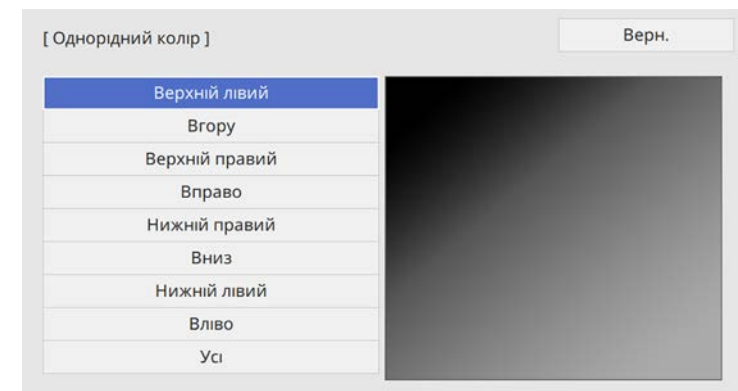 [ Однорідний колір ]
Верн.
Верхній лівий
Вгору
Верхній правий
Вправо
Нижній правий
Вниз
Нижній лівий
Вліво
Усі